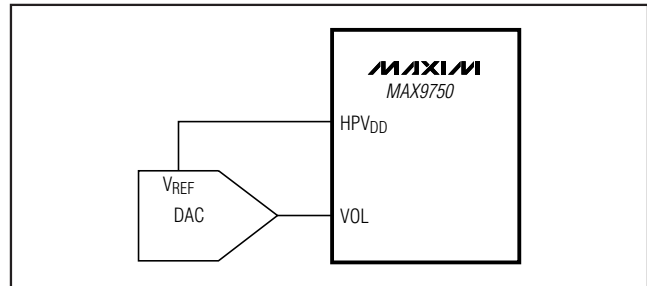 MAXIM
MAX9750
HPVDD
VREF
DAC
VOL